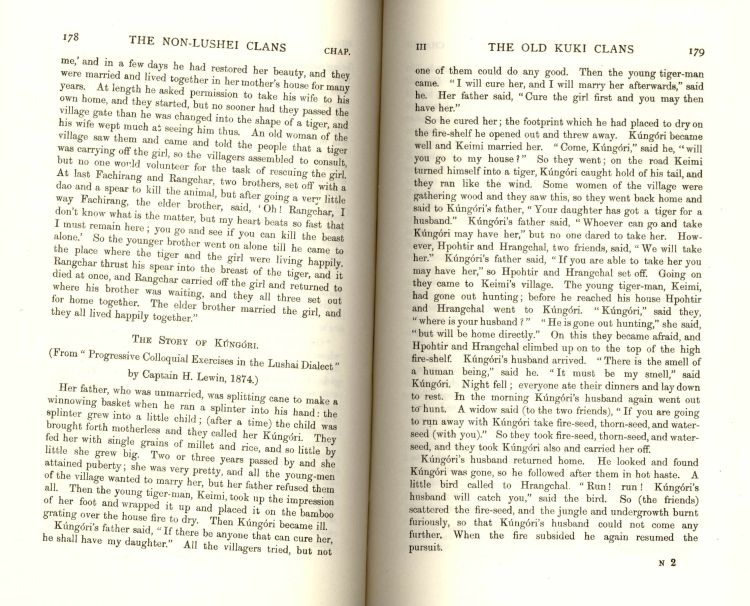 178 THE NON-LUSHEI CLANS CHAP.
me,' and in a few days he had restored her beauty, and they
were married and lived together in her mother's house for many
years. At length he asked permission to take his wife to his
own home, and they started, but no sooner had they passed the
village gate than he was changed into the shape of a tiger, and
his wife wept much at seeing him thus. An old woman of the
village saw them and came and told the people that a tiger
was carrying off the girl, so the villagers assembled to consult,
but no one would volunteer for the task of rescuing the girl.
At last Fachirang and Rangchar, two brothers, set off with a
dao and a spear to kill the animal, but after going a very little
way Fachirang, the elder brother, said, 'Oh! Rangchar, I
don't know what is the matter, but my heart beats so fast that
I must remain here; you go and see if you can kill the beast
alone.' So the younger brother went on alone till he came to
the place where the tiger and the girl were living happily.
Rangchar thrust his spear into the breast of the tiger, and it
died at once, and Rangchar carried off the girl and returned to
where his brother was waiting, and they all three set out
for home together. The elder brother married the girl, and
they all lived happily together."
THE STORY OF KÚNGÓRI.
(From "Progressive Colloquial Exercises in the Lushai Dialect"
by Captain H. Lewin, 1874.)
Her father, who was unmarried, was splitting cane to make a
winnowing basket when he ran a splinter into his hand: the
splinter grew into a little child; (after a time) the child was
brought forth motherless and they called her Kúngóri. They
fed her with single grains of millet and rice, and so little by
little she grew big. Two or three years passed by and she
attained puberty; she was very pretty, and all the young-men
of the village wanted to marry her, but her father refused them
all. Then the young tiger-man, Keimi, took up the impression
of her foot and wrapped it up and placed it on the bamboo
grating over the house fire to dry. Then Kúngóri became ill.
Kúngóri's father said, "If there be anyone that can cure her,
he shall have my daughter." All the villagers tried, but not
III THE OLD KUKI CLANS 179
one of them could do any good. Then the young tiger-man
came. "I will cure her, and I will marry her afterwards," said
he. Her father said, "Cure the girl first and you may then
have her."
So he cured her; the footprint which he had placed to dry on
the fire-shelf he opened out and threw away. Kúngóri became
well and Keimi married her. "Come, Kúngóri," said he, "will
you go to my house?" So they went; on the road Keimi
turned himself into a tiger, Kúngóri caught hold of his tail, and
they ran like the wind. Some women of the village were
gathering wood and they saw this, so they went back home and
said to Kúngóri's father, "Your daughter has got a tiger for a
husband." Kúngóri's father said, "Whoever can go and take
Kúngóri may have her," but no one dared to take her. How-
ever, Hpohtir and Hrangchal, two friends, said, "We will take
her." Kúngóri's father said, "If you are able to take her you
may have her," so Hpohtir and Hrangchal set off. Going on
they came to Keimi's village. The young tiger-man, Keimi,
had gone out hunting; before he reached his house Hpohtir
and Hrangchal went to Kúngóri. "Kúngóri," said they,
"where is your husband?" "He is gone out hunting," she said,
"but will be home directly." On this they became afraid, and
Hpohtir and Hrangchal climbed up on to the top of the high
fire-shelf. Kúngóri's husband arrived. "There is the smell of
a human being," said he. "It must be my smell," said
Kúngóri. Night fell; everyone ate their dinners and lay down
to rest. In the morning Kúngóri's husband again went out
to hunt. A widow said (to the two friends), "If you are going
to run away with Kúngóri take fire-seed, thorn-seed, and water-
seed (with you)." So they took fire-seed, thorn-seed, and water-
seed, and they took Kúngóri also and carried her off.
Kúngóri's husband returned home. He looked and found
Kúngóri was gone, so he followed after them in hot haste. A
little bird called to Hrangchal. "Run! run! Kúngóri's
husband will catch you," said the bird. So (the friends)
scattered the fire-seed, and the jungle and undergrowth burnt
furiously, so that Kúngóri's husband could not come any
further. When the fire subsided he again resumed the
pursuit.
N 2